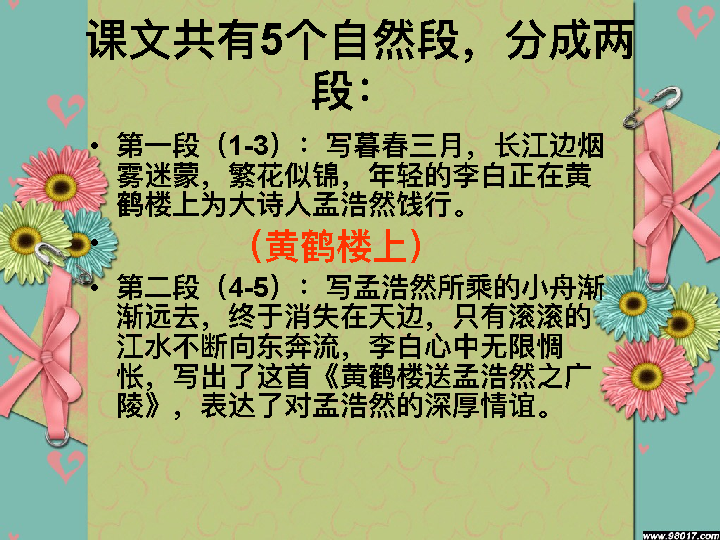 课文共有5个自然段，分成两
段：
• 第一段（1-3）：写暮春三月，长江边烟
雾迷蒙，繁花似锦，年轻的李白正在黄
鹤楼上为大诗人孟浩然饯行。
• （黄鹤楼上）
• 第二段（4-5）：写孟浩然所乘的小舟渐
渐远去，终于消失在天边，只有滚滚的
江水不断向东奔流，李白心中无限惆
怅，写出了这首《黄鹤楼送孟浩然之广
陵》，表达了对孟浩然的深厚情谊。
www.98017.com